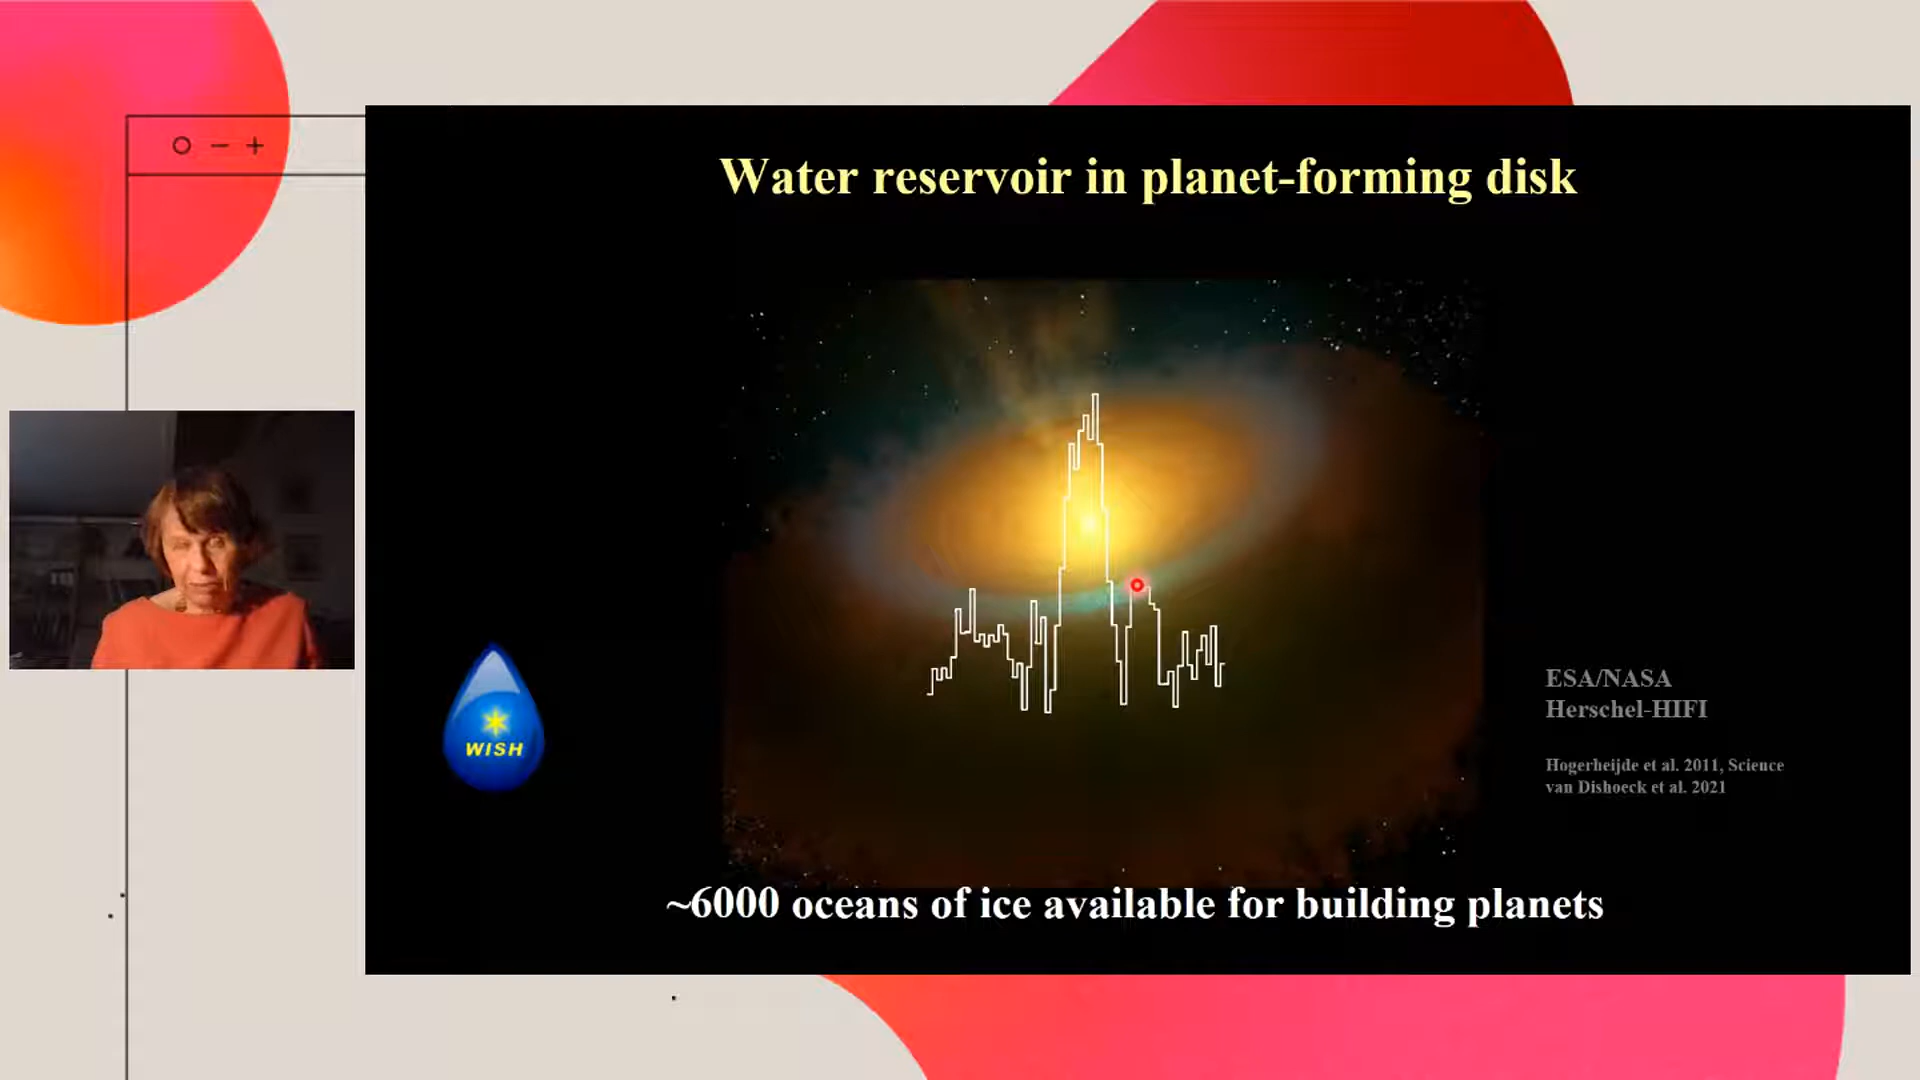 Water reservoir in planet-forming disk
WISH
ESA/NASA
Herschel-HIFI
Hogerheijde et al. 2011, Science
van Dishoeck et al. 2021
~6000 oceans of ice available for building planets